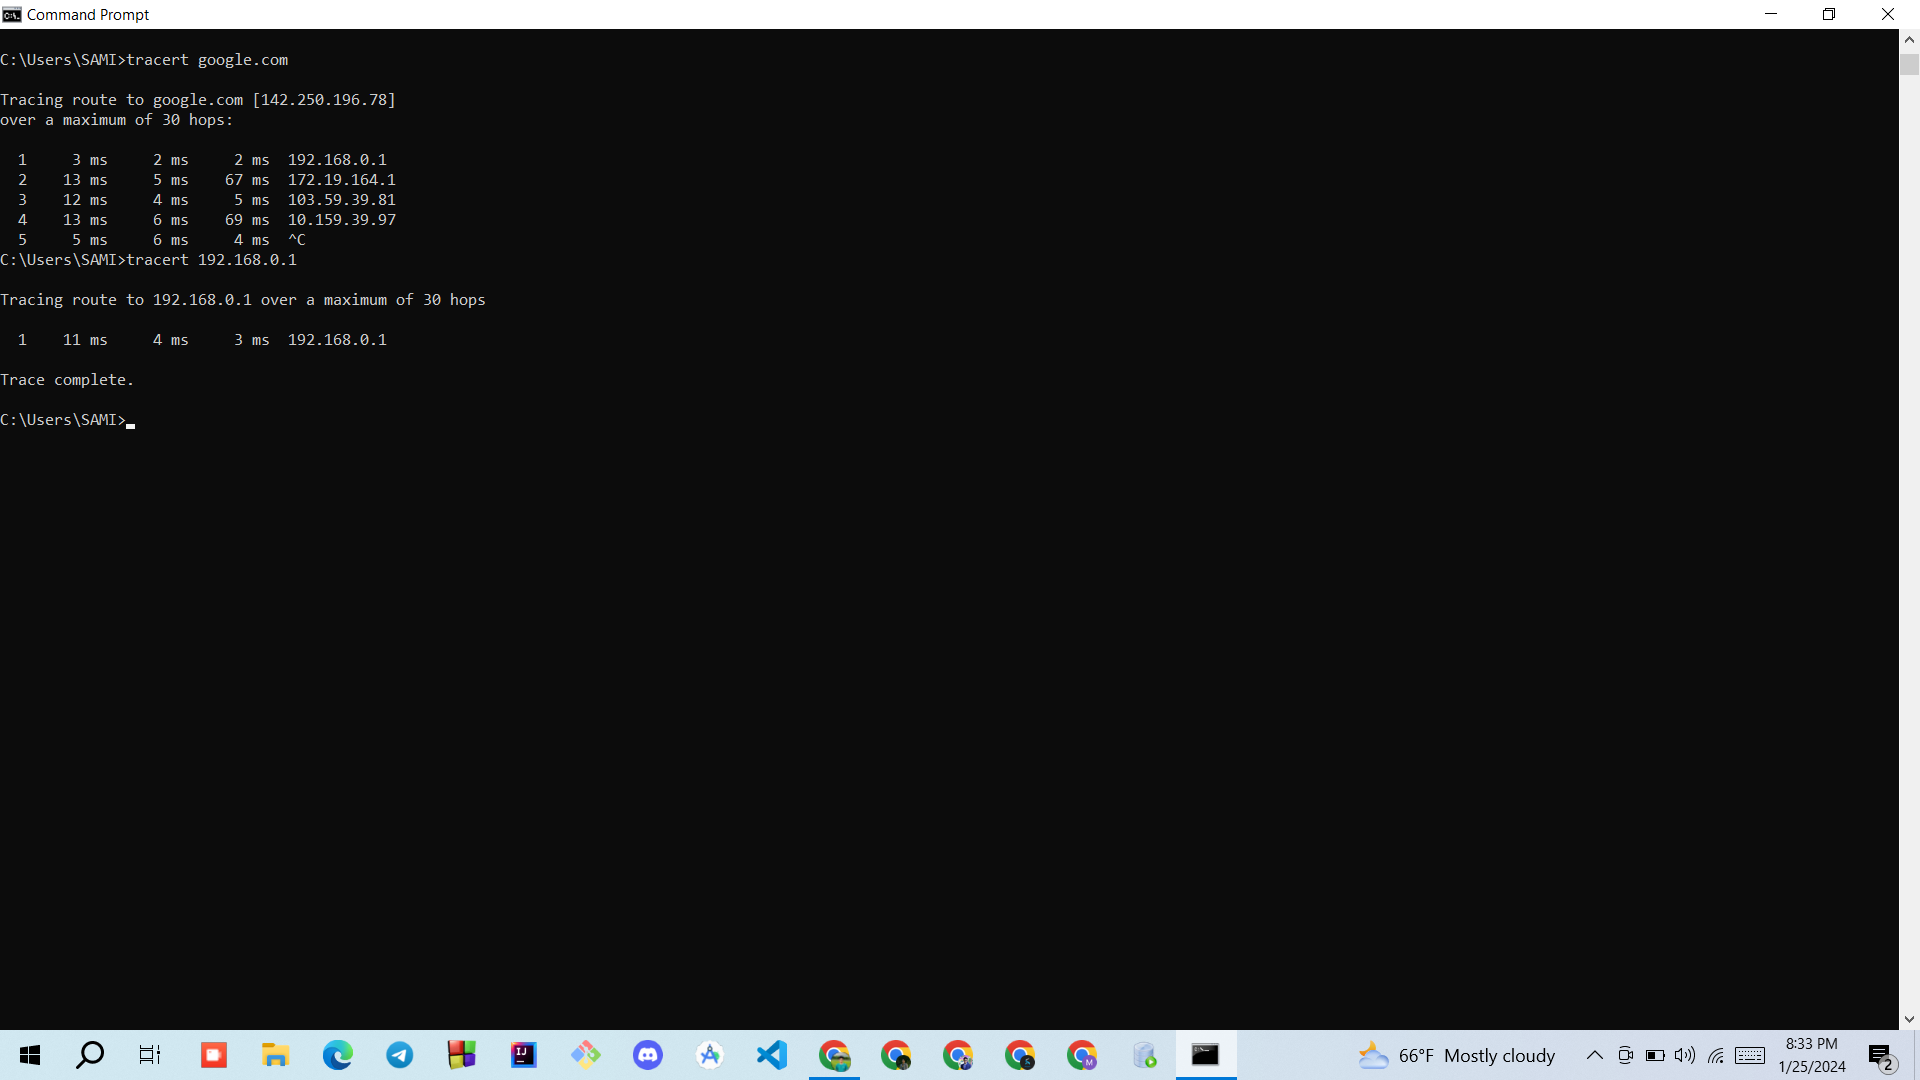 Command Prompt
C:\Users\SAMI>tracert google.com
Tracing route to google.com [142.250.196.78]
over a maximum of 30 hops:
1 3 ms 2 ms 2 ms 192.168.0.1
2 13 ms 5 ms 67 ms 172.19.164.1
3 12 ms 4 ms 5 ms 103.59.39.81
4 13 ms 6 ms 69 ms 10.159.39.97
5 5 ms 6 ms 4 ms ^C
C:\Users\SAMI>tracert 192.168.0.1
Tracing route to 192.168.0.1 over a maximum of 30 hops
1 11 ms 4 ms 3 ms 192.168.0.1
Trace complete.
C:\Users\SAMI>
66°F Mostly cloudy
8:33 PM
1/25/2024
2